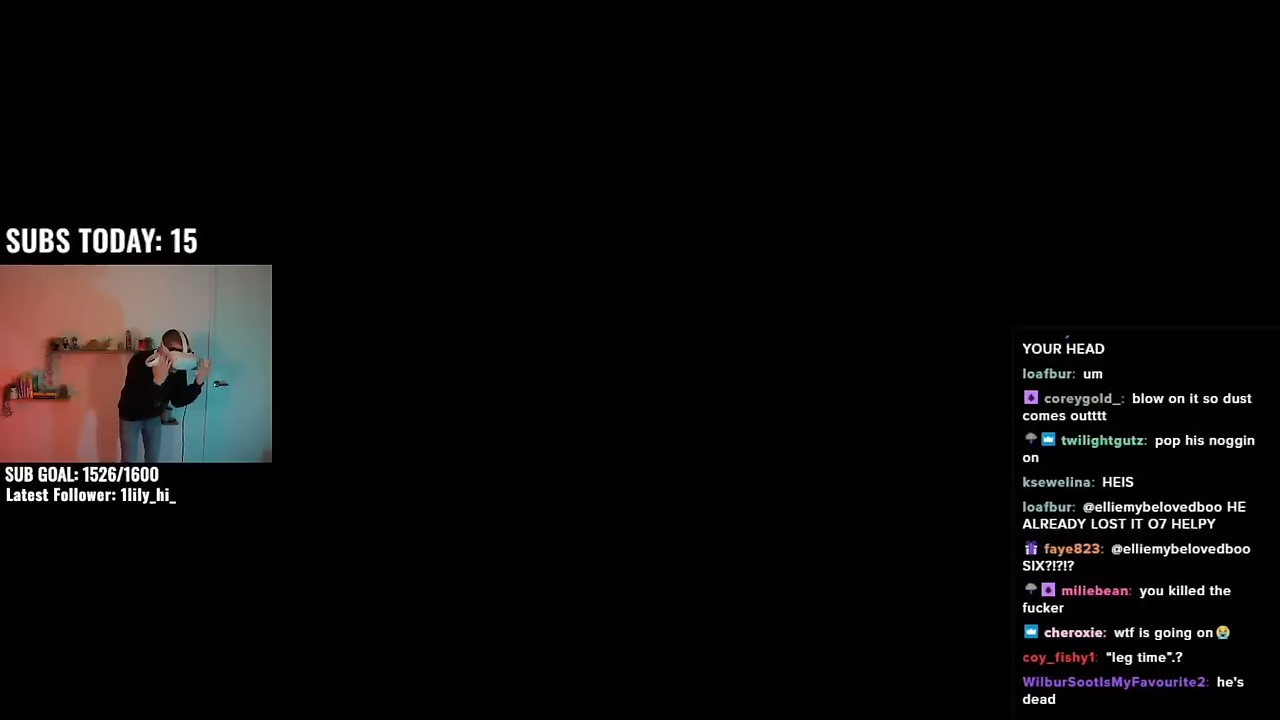 SUBS TODAY: 15
SUB GOAL: 1526/1600
Latest Follower: 1lily_hi_
YOUR HEAD
loafbur: um
coreygold_: blow on it so dust
comes outttt
twilightgutz: pop his noggin
on
ksewelina: HEIS
loafbur: @elliemybelovedboo HE
ALREADY LOST IT O7 HELPY
faye823: @elliemybelovedboo
SIX?!?!?
miliebean: you killed the
fucker
cheroxie: wtf is going on😭
coy_fishy1: “leg time”.?
WilburSootIsMyFavourite2: he's
dead